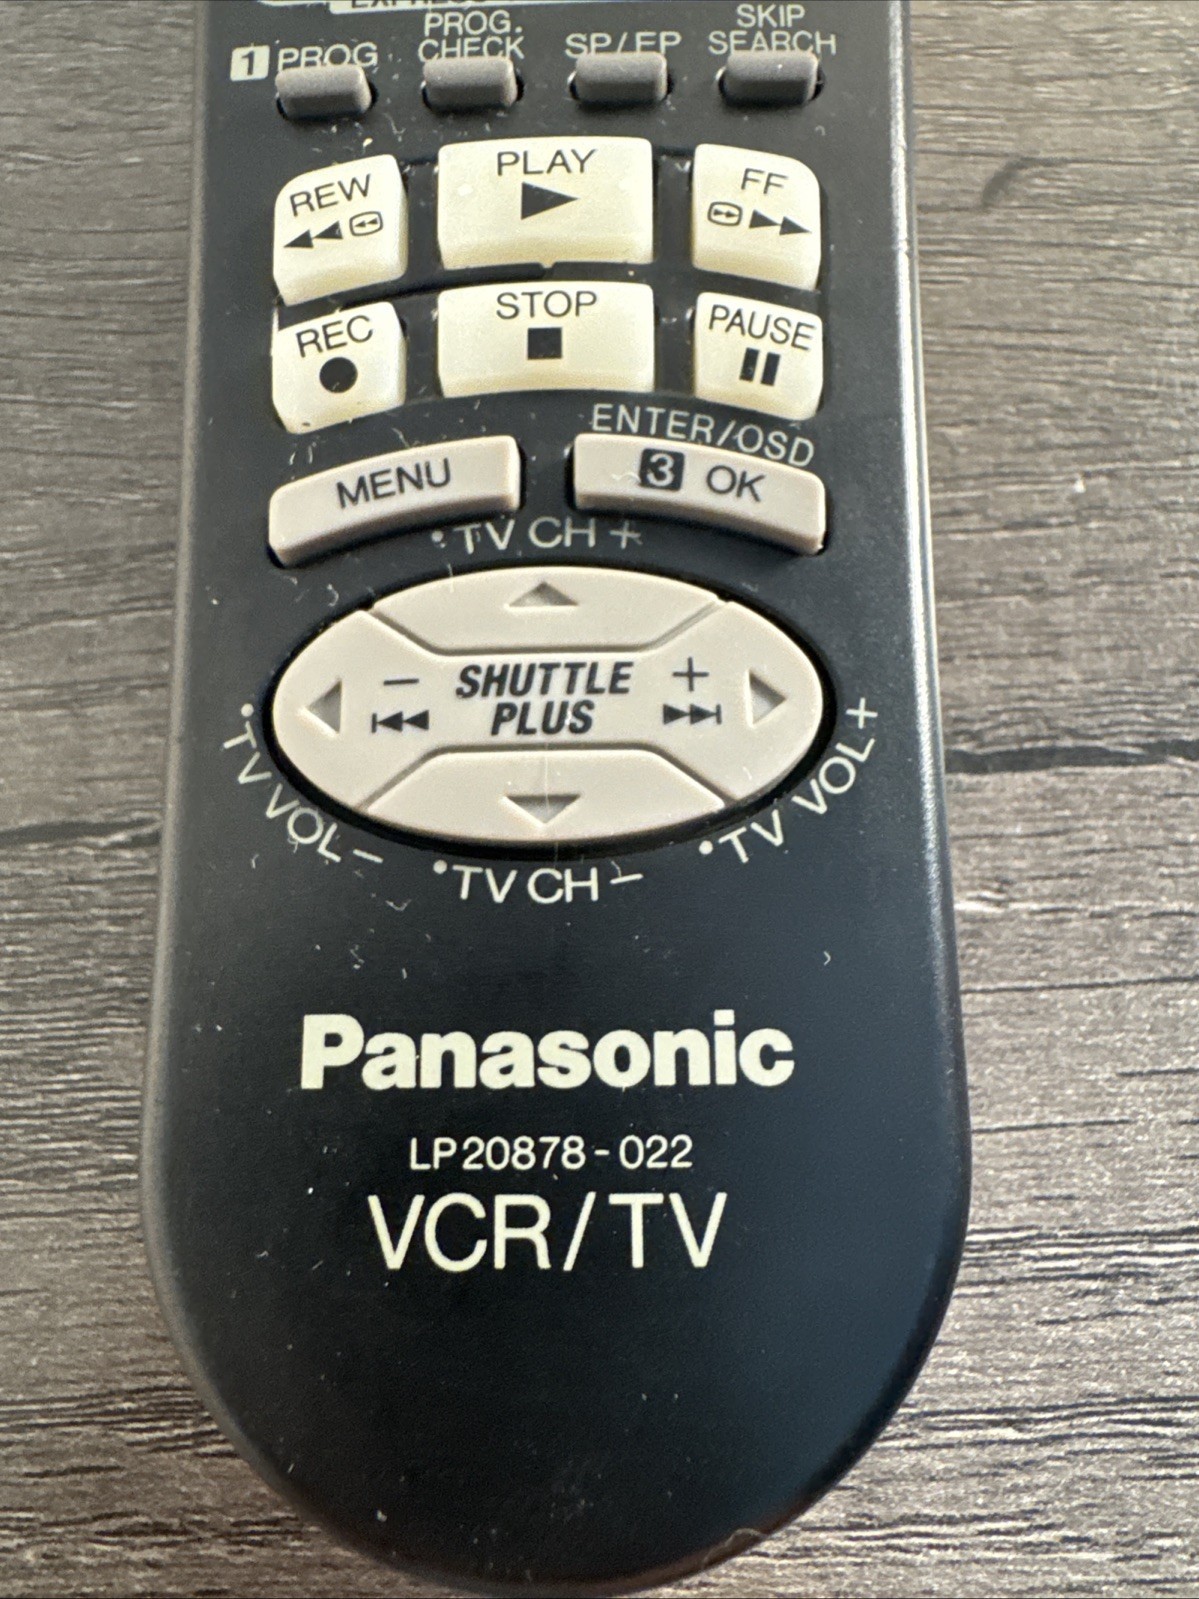 EXPRESS
1 PROG
PROG.
CHECK
SP/EP
SKIP
SEARCH
REW
PLAY
FF
REC
STOP
PAUSE
MENU
ENTER/OSD
3 OK
•TV CH +
SHUTTLE
PLUS
− +
•TV VOL−
•TV VOL+
•TV CH −
Panasonic
LP20878-022
VCR/TV